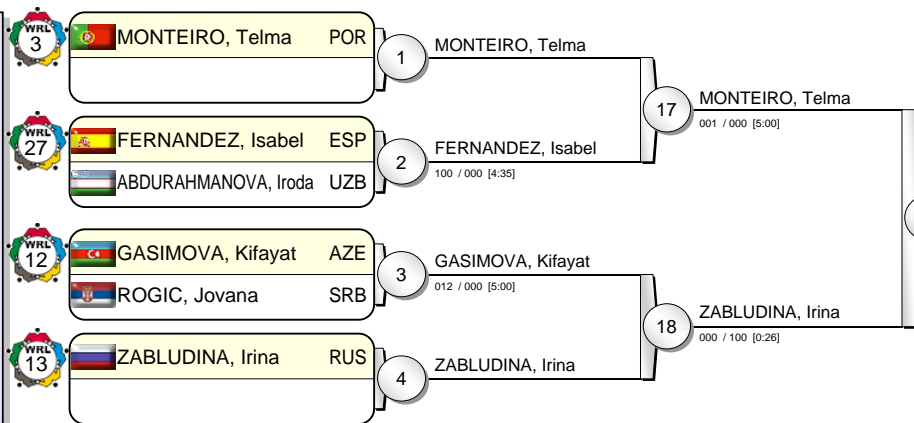 WRL
3
MONTEIRO, Telma POR
1
MONTEIRO, Telma
17
MONTEIRO, Telma
001 / 000 [5:00]
WRL
27
FERNANDEZ, Isabel ESP
ABDURAHMANOVA, Iroda UZB
2
FERNANDEZ, Isabel
100 / 000 [4:35]
WRL
12
GASIMOVA, Kifayat AZE
ROGIC, Jovana SRB
3
GASIMOVA, Kifayat
012 / 000 [5:00]
18
ZABLUDINA, Irina
000 / 100 [0:26]
WRL
13
ZABLUDINA, Irina RUS
4
ZABLUDINA, Irina